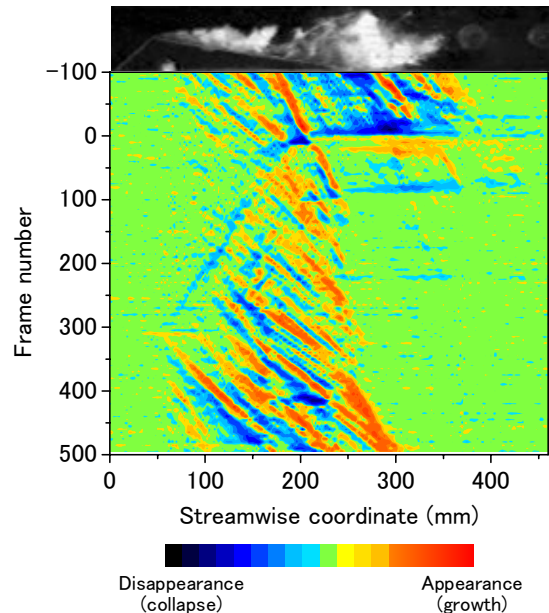 -100
0
100
200
300
400
500
Frame number
0 100 200 300 400
Streamwise coordinate (mm)
Disappearance Appearance
(collapse) (growth)